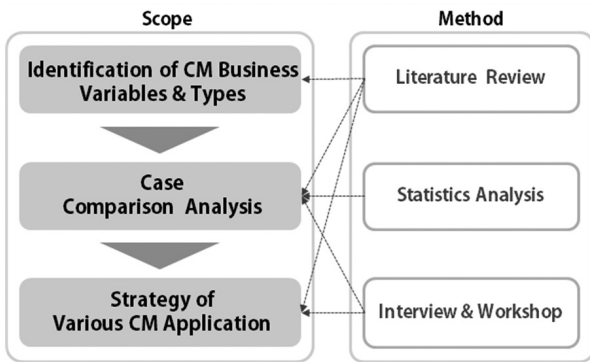 Scope
Identification of CM Business
Variables & Types
Case
Comparison Analysis
Strategy of
Various CM Application
Method
Literature Review
Statistics Analysis
Interview & Workshop